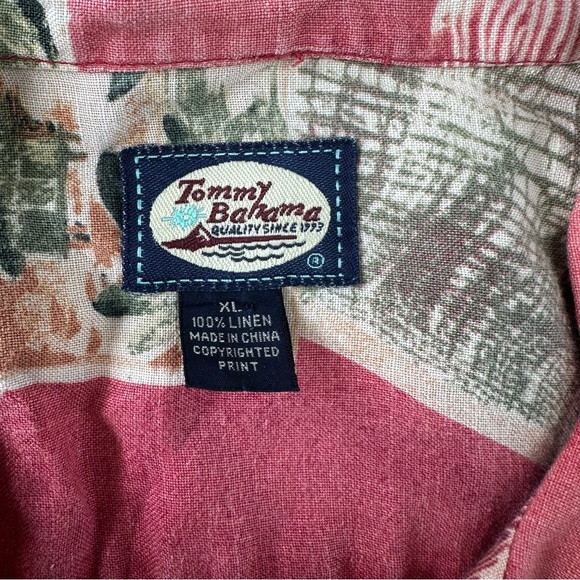 Tommy
Bahama
QUALITY SINCE 1993
®
XL
100% LINEN
MADE IN CHINA
COPYRIGHTED
PRINT